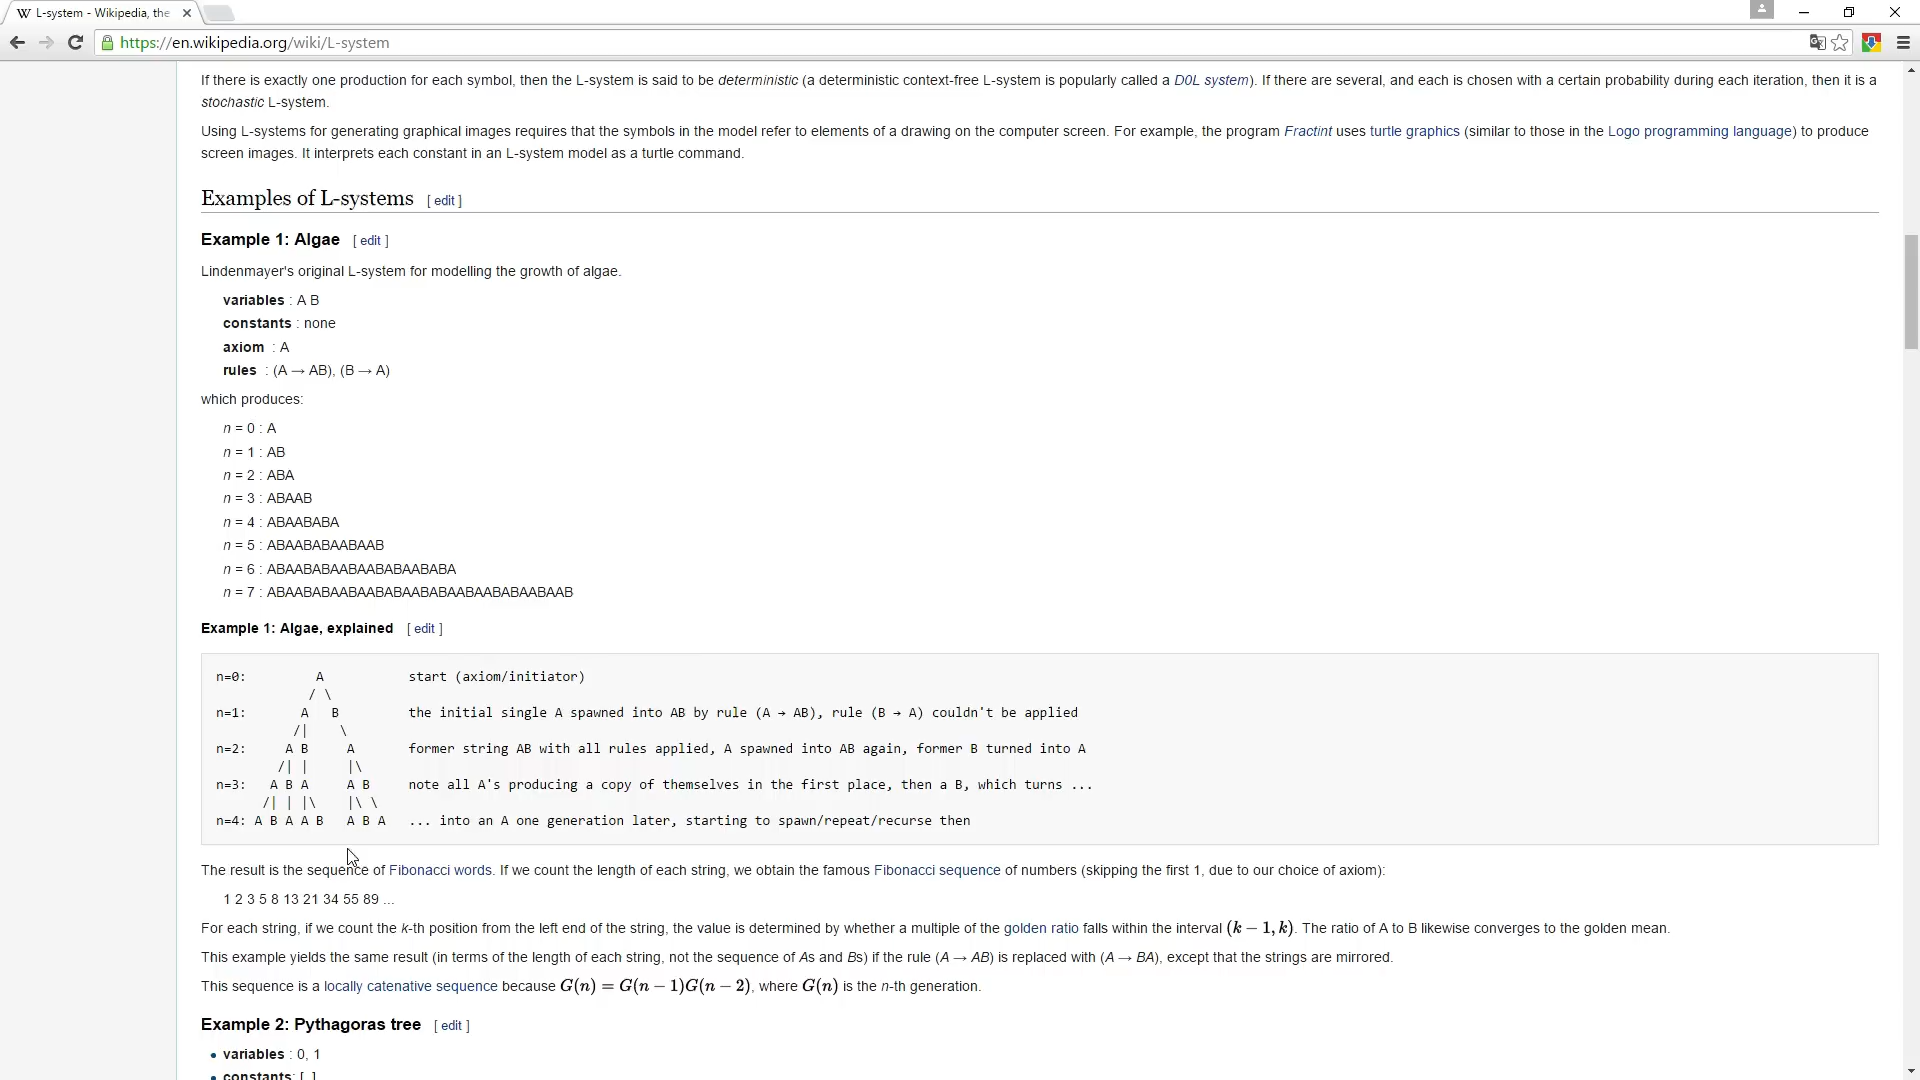 L-system - Wikipedia, the
https://en.wikipedia.org/wiki/L-system
If there is exactly one production for each symbol, then the L-system is said to be deterministic (a deterministic context-free L-system is popularly called a D0L system). If there are several, and each is chosen with a certain probability during each iteration, then it is a
stochastic L-system.
Using L-systems for generating graphical images requires that the symbols in the model refer to elements of a drawing on the computer screen. For example, the program Fractint uses turtle graphics (similar to those in the Logo programming language) to produce
screen images. It interprets each constant in an L-system model as a turtle command.
Examples of L-systems [ edit ]
Example 1: Algae [ edit ]
Lindenmayer's original L-system for modelling the growth of algae.
variables : A B
constants : none
axiom : A
rules : (A → AB), (B → A)
which produces:
n = 0 : A
n = 1 : AB
n = 2 : ABA
n = 3 : ABAAB
n = 4 : ABAABABA
n = 5 : ABAABABAABAAB
n = 6 : ABAABABAABAABABAABABA
n = 7 : ABAABABAABAABABAABABAABAABABAABAAB
Example 1: Algae, explained [ edit ]
n=0:          A           start (axiom/initiator)
             / \
n=1:        A   B         the initial single A spawned into AB by rule (A → AB), rule (B → A) couldn't be applied
           /|    \
n=2:      A B     A       former string AB with all rules applied, A spawned into AB again, former B turned into A
         /| |     |\
n=3:    A B A     A B     note all A's producing a copy of themselves in the first place, then a B, which turns ...
       /| | |\    |\ \
n=4: A B A A B   A B A   ... into an A one generation later, starting to spawn/repeat/recurse then
The result is the sequence of Fibonacci words. If we count the length of each string, we obtain the famous Fibonacci sequence of numbers (skipping the first 1, due to our choice of axiom):
1 2 3 5 8 13 21 34 55 89 ...
For each string, if we count the k-th position from the left end of the string, the value is determined by whether a multiple of the golden ratio falls within the interval (k − 1, k). The ratio of A to B likewise converges to the golden mean.
This example yields the same result (in terms of the length of each string, not the sequence of As and Bs) if the rule (A → AB) is replaced with (A → BA), except that the strings are mirrored.
This sequence is a locally catenative sequence because G(n) = G(n − 1)G(n − 2), where G(n) is the n-th generation.
Example 2: Pythagoras tree [ edit ]
• variables : 0, 1
• constants: [ ]